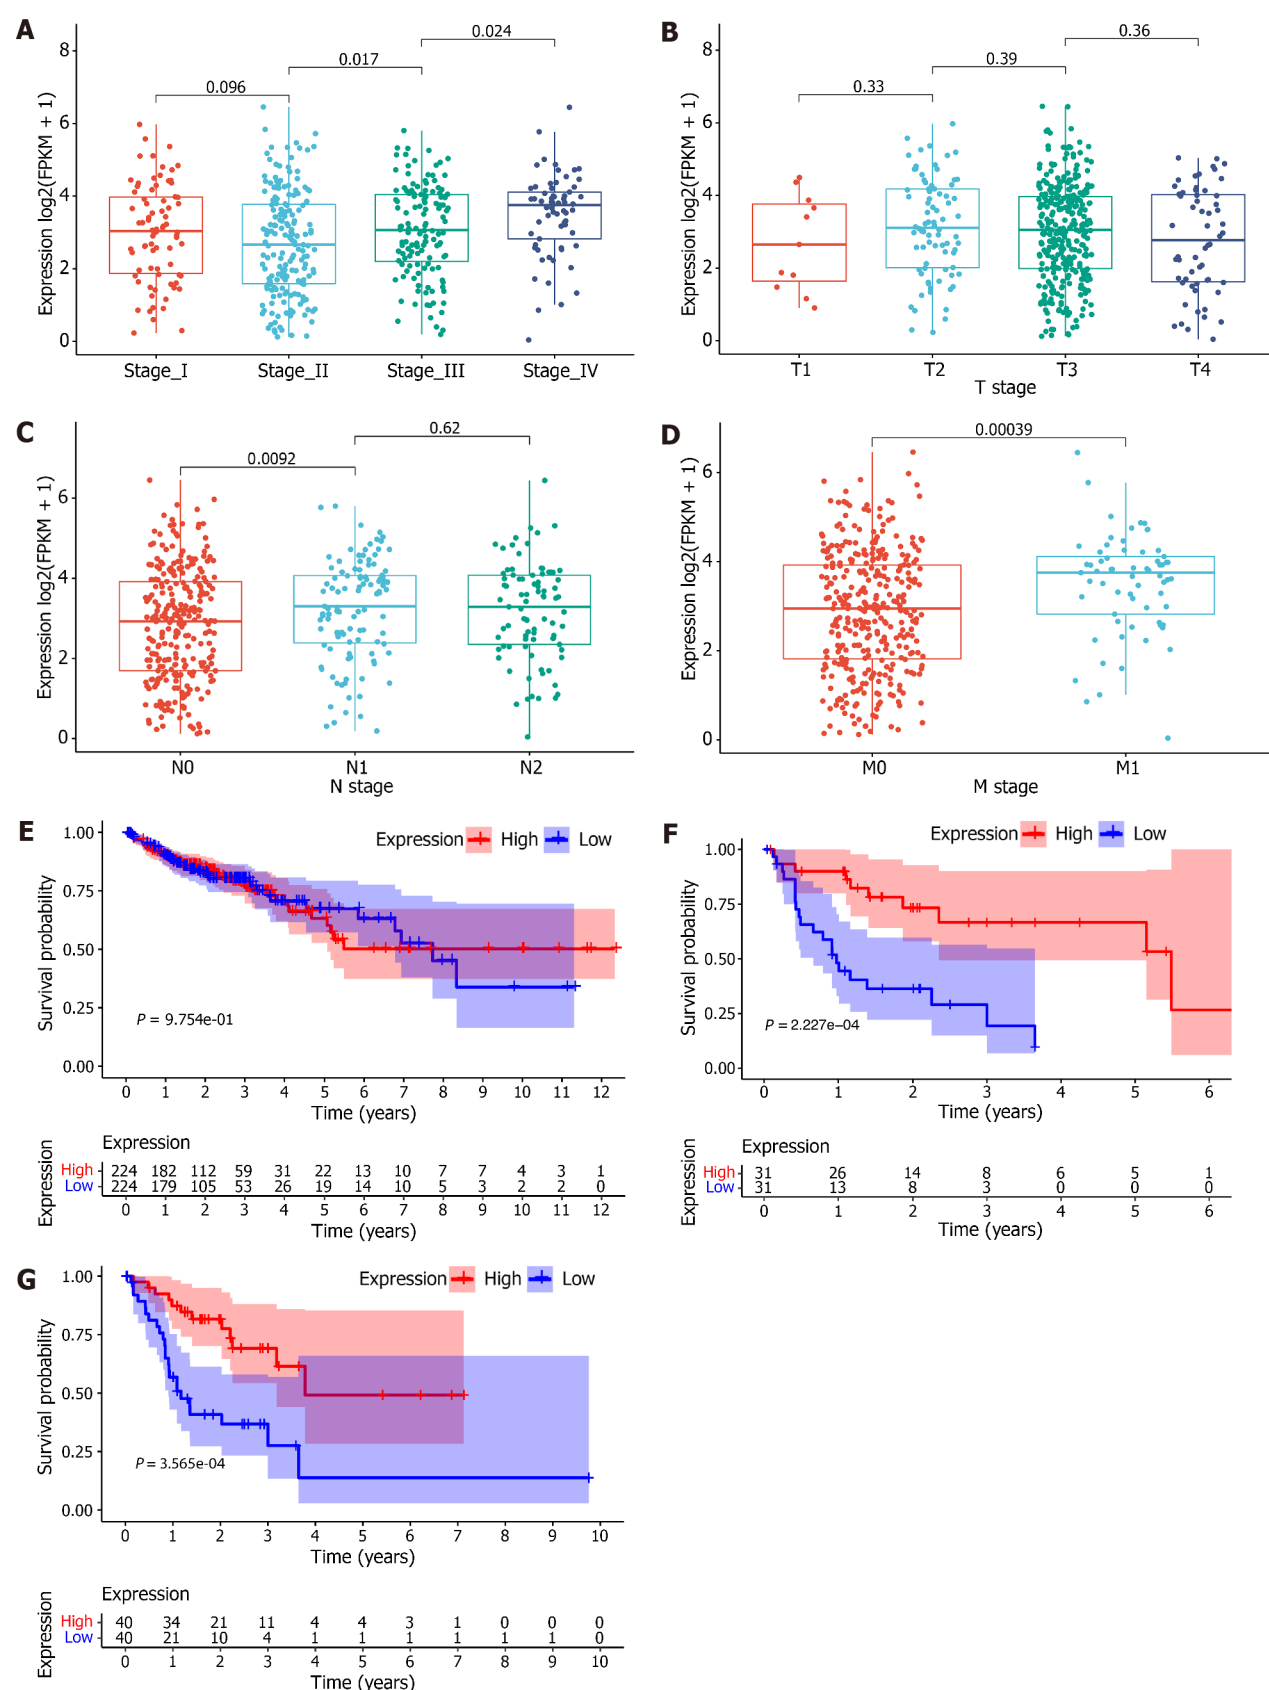 A
Expression log2(FPKM + 1)
8
6
4
2
0
0.096
0.017
0.024
Stage_I Stage_II Stage_III Stage_IV
B
Expression log2(FPKM + 1)
8
6
4
2
0
0.33
0.39
0.36
T1 T2 T3 T4
T stage
C
Expression log2(FPKM + 1)
6
4
2
0
0.0092
0.62
N0 N1 N2
N stage
D
Expression log2(FPKM + 1)
6
4
2
0
0.00039
M0 M1
M stage
E
Expression High Low
Survival probability
1.00
0.75
0.50
0.25
0.00
P = 9.754e-01
0 1 2 3 4 5 6 7 8 9 10 11 12
Time (years)
Expression
Expression
High 224 182 112 59 31 22 13 10 7 7 4 3 1
Low 224 179 105 53 26 19 14 10 5 3 2 2 0
0 1 2 3 4 5 6 7 8 9 10 11 12
Time (years)
F
Expression High Low
Survival probability
1.00
0.75
0.50
0.25
0.00
P = 2.227e−04
0 1 2 3 4 5 6
Time (years)
Expression
Expression
High 31 26 14 8 6 5 1
Low 31 13 8 3 0 0 0
0 1 2 3 4 5 6
Time (years)
G
Expression High Low
Survival probability
1.00
0.75
0.50
0.25
0.00
P = 3.565e-04
0 1 2 3 4 5 6 7 8 9 10
Time (years)
Expression
Expression
High 40 34 21 11 4 4 3 1 0 0 0
Low 40 21 10 4 1 1 1 1 1 1 0
0 1 2 3 4 5 6 7 8 9 10
Time (years)